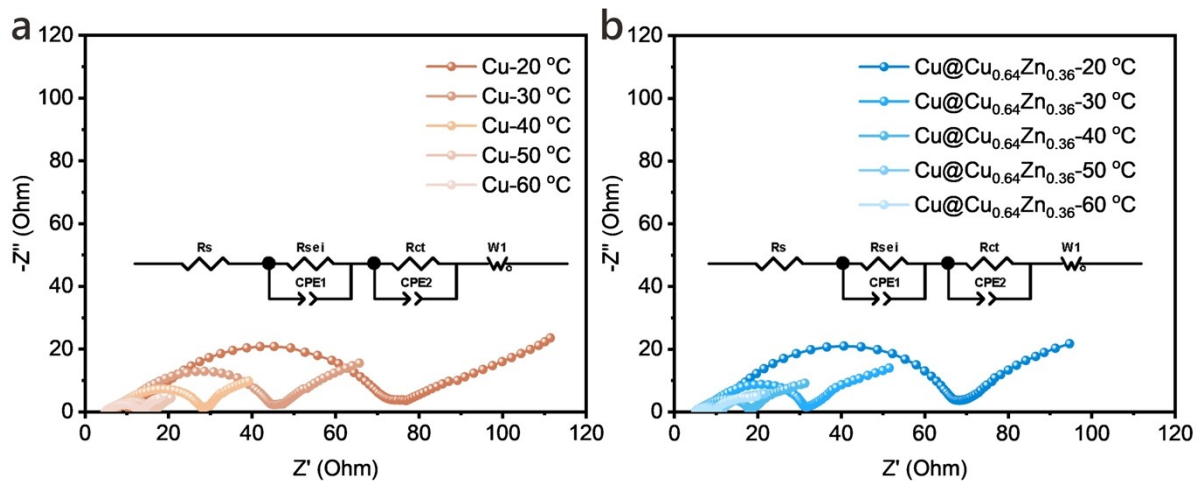 a
120
100
80
60
40
20
0
-Z" (Ohm)
Cu-20 °C
Cu-30 °C
Cu-40 °C
Cu-50 °C
Cu-60 °C
Rs
Rsei
Rct
W1
CPE1
CPE2
0 20 40 60 80 100 120
Z' (Ohm)
b
120
100
80
60
40
20
0
-Z" (Ohm)
Cu@Cu0.64Zn0.36-20 °C
Cu@Cu0.64Zn0.36-30 °C
Cu@Cu0.64Zn0.36-40 °C
Cu@Cu0.64Zn0.36-50 °C
Cu@Cu0.64Zn0.36-60 °C
Rs
Rsei
Rct
W1
CPE1
CPE2
0 20 40 60 80 100 120
Z' (Ohm)